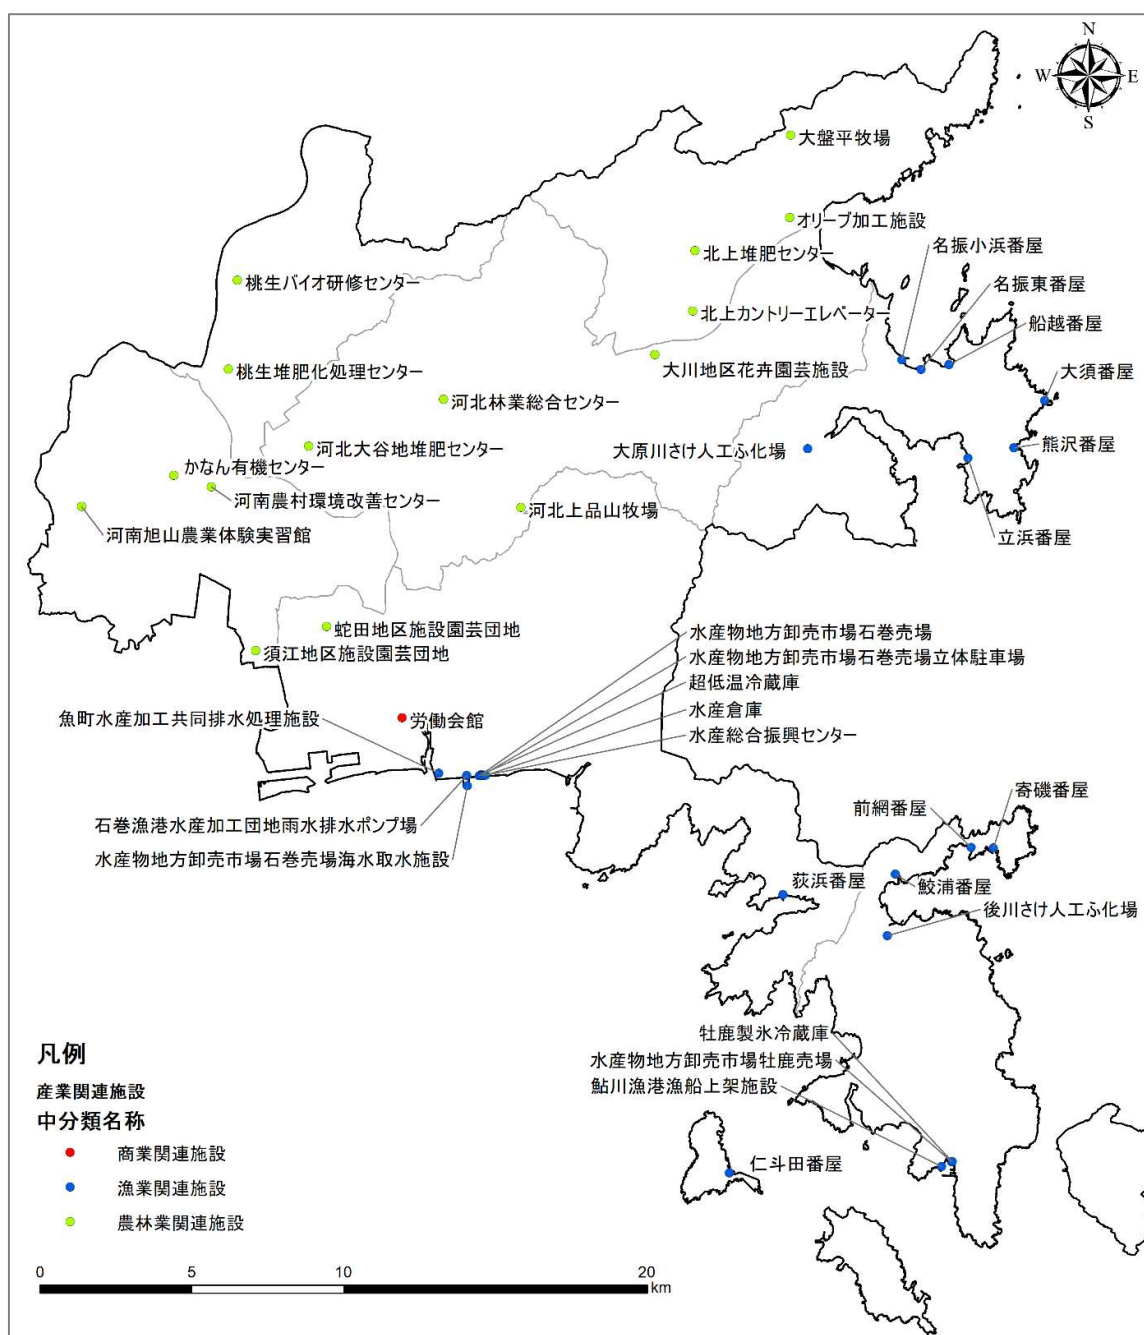 N
W
E
S
大盤平牧場
オリーブ加工施設
名振小浜番屋
北上堆肥センター
桃生バイオ研修センター
名振東番屋
北上カントリーエレベーター
船越番屋
桃生堆肥化処理センター
大川地区花卉園芸施設
大須番屋
河北林業総合センター
河北大谷地堆肥センター
大原川さけ人工ふ化場
熊沢番屋
かなん有機センター
河南農村環境改善センター
河北上品山牧場
河南旭山農業体験実習館
立浜番屋
蛇田地区施設園芸団地
水産物地方卸売市場石巻売場
須江地区施設園芸団地
水産物地方卸売市場石巻売場立体駐車場
超低温冷蔵庫
魚町水産加工共同排水処理施設
労働会館
水産倉庫
水産総合振興センター
寄磯番屋
前網番屋
石巻漁港水産加工団地雨水排水ポンプ場
水産物地方卸売市場石巻売場海水取水施設
荻浜番屋
鮫浦番屋
後川さけ人工ふ化場
牡鹿製氷冷蔵庫
水産物地方卸売市場牡鹿売場
鮎川漁港漁船上架施設
仁斗田番屋
凡例
産業関連施設
中分類名称
商業関連施設
漁業関連施設
農林業関連施設
0 5 10 20
km